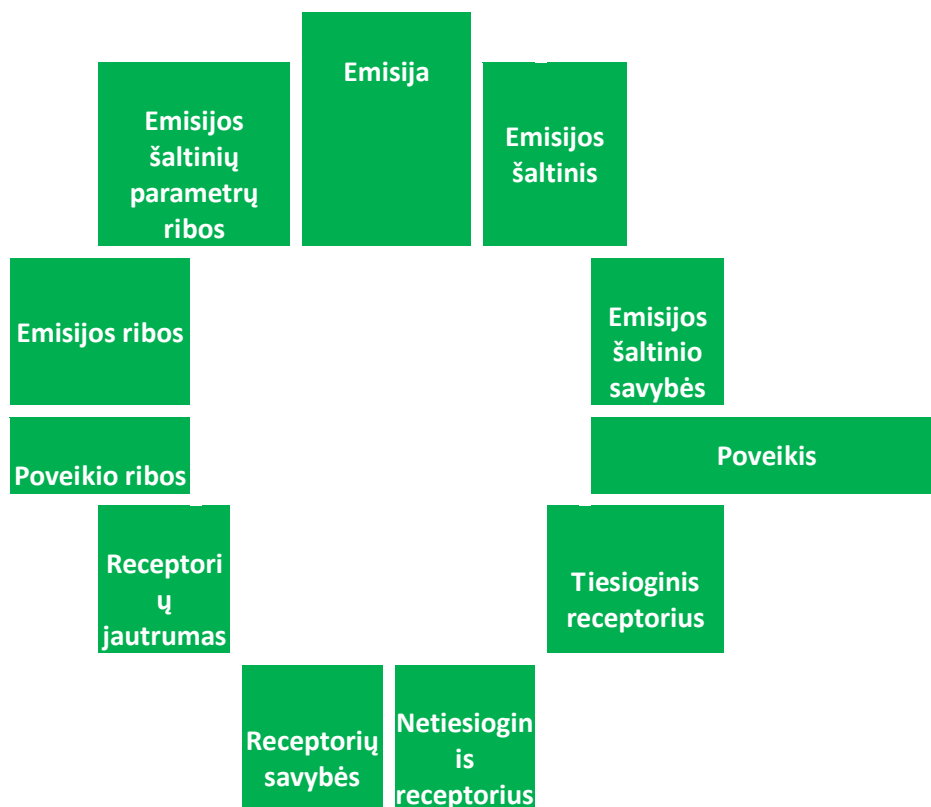 Emisija
Emisijos
šaltinių
parametrų
ribos
Emisijos
šaltinis
Emisijos ribos
Emisijos
šaltinio
savybės
Poveikio ribos
Poveikis
Receptori
ų
jautrumas
Tiesioginis
receptorius
Receptorių
savybės
Netiesiogin
is
receptorius